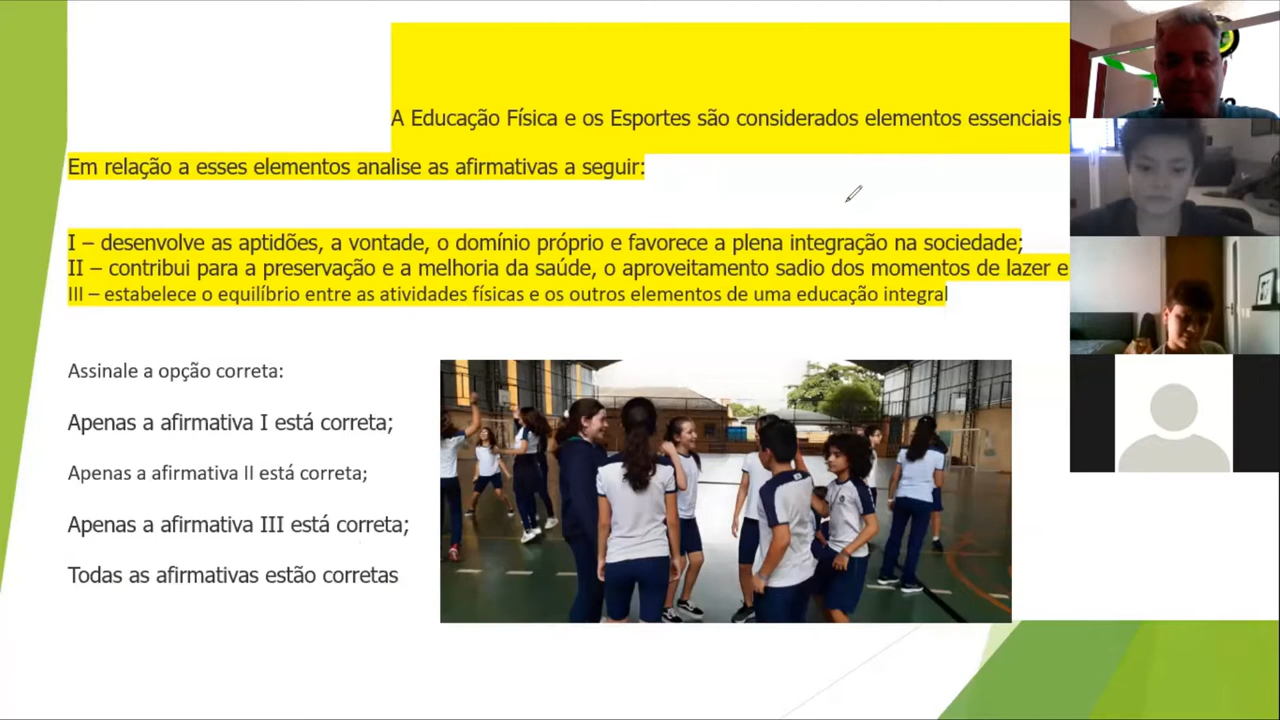 A Educação Física e os Esportes são considerados elementos essenciais
Em relação a esses elementos analise as afirmativas a seguir:
I – desenvolve as aptidões, a vontade, o domínio próprio e favorece a plena integração na sociedade;
II – contribui para a preservação e a melhoria da saúde, o aproveitamento sadio dos momentos de lazer e
III – estabelece o equilíbrio entre as atividades físicas e os outros elementos de uma educação integral
Assinale a opção correta:
Apenas a afirmativa I está correta;
Apenas a afirmativa II está correta;
Apenas a afirmativa III está correta;
Todas as afirmativas estão corretas